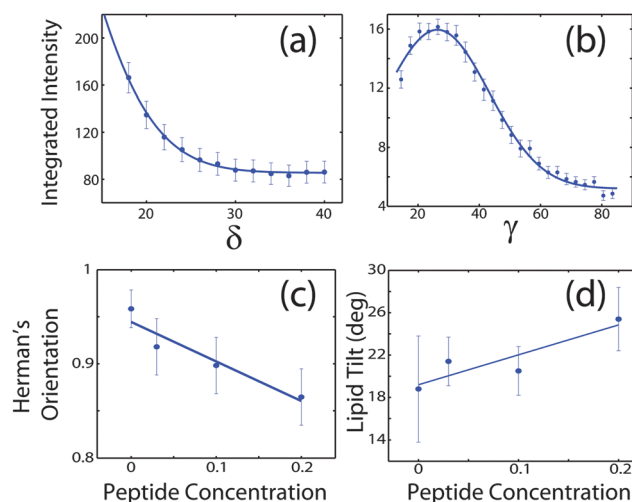 (a)
Integrated Intensity
200
160
120
80
20
30
40
δ
(b)
16
12
8
4
20
40
60
80
γ
(c)
Herman's
Orientation
1
0.9
0.8
0
0.1
0.2
Peptide Concentration
(d)
Lipid Tilt (deg)
30
26
22
18
14
0
0.1
0.2
Peptide Concentration